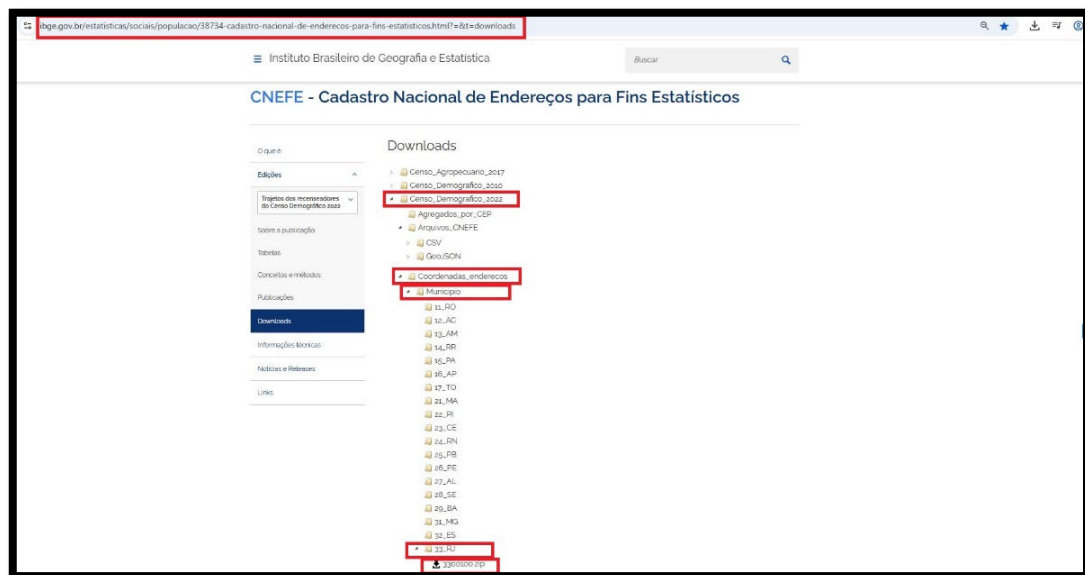 ibge.gov.br/estatisticas/sociais/populacao/38734-cadastro-nacional-de-enderecos-para-fins-estatisticos.html?=&t=downloads
Instituto Brasileiro de Geografia e Estatística
Buscar
CNEFE - Cadastro Nacional de Endereços para Fins Estatísticos
O que é
Edições
Trajetos dos recenseadores
do Censo Demográfico 2022
Sobre a publicação
Tabelas
Conceitos e métodos
Publicações
Downloads
Informações técnicas
Notícias e Releases
Links
Downloads
Censo_Agropecuario_2017
Censo_Demografico_2010
Censo_Demografico_2022
Agregados_por_CEP
Arquivos_CNEFE
CSV
GeoJSON
Coordenadas_enderecos
Municipio
11_RO
12_AC
13_AM
14_RR
15_PA
16_AP
17_TO
21_MA
22_PI
23_CE
24_RN
25_PB
26_PE
27_AL
28_SE
29_BA
31_MG
32_ES
33_RJ
3300100.zip